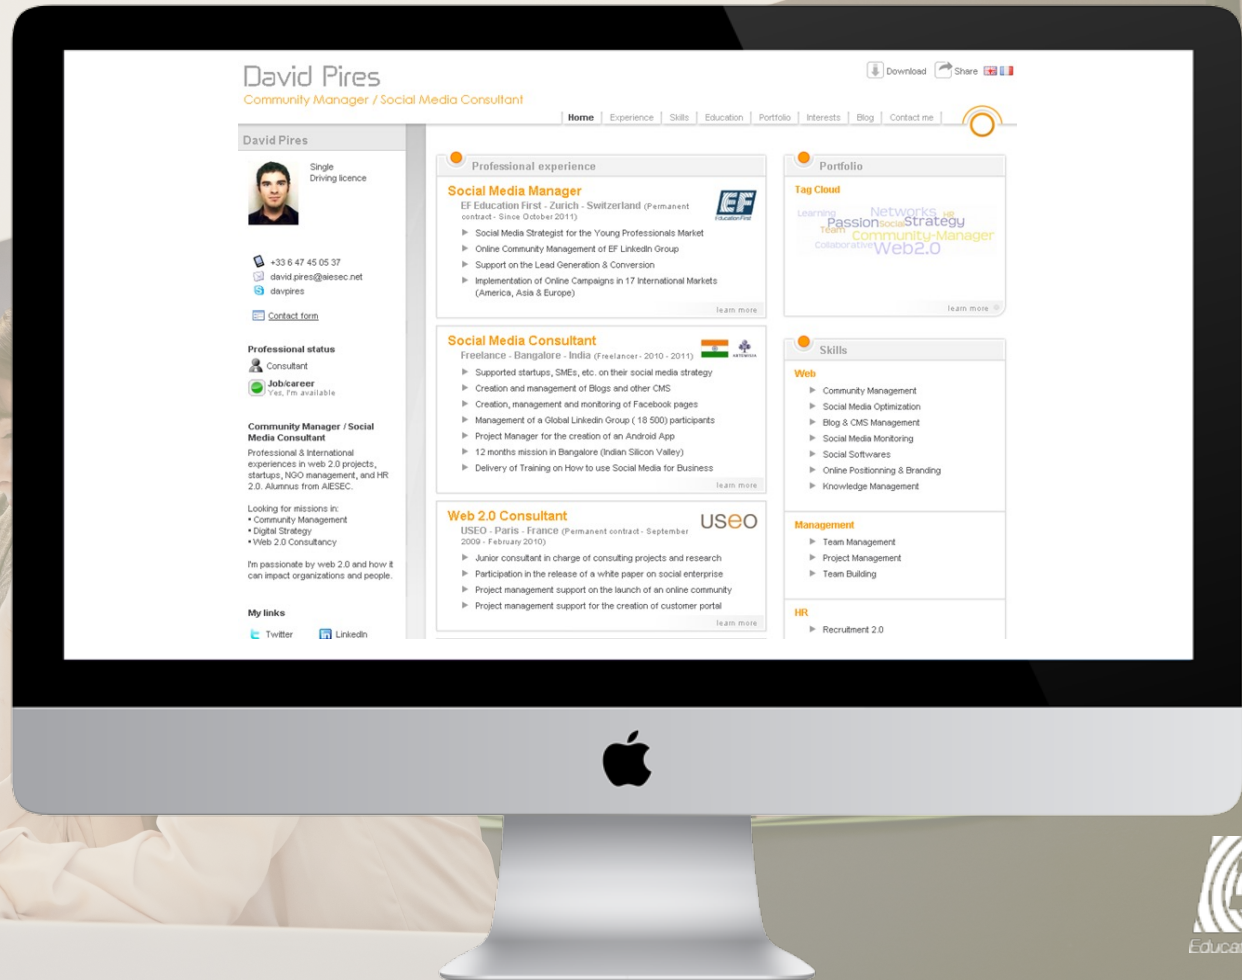 David Pires
Community Manager / Social Media Consultant
Download
Share
Home
Experience
Skills
Education
Portfolio
Interests
Blog
Contact me
David Pires
Single
Driving licence
+33 6 47 45 05 37
david.pires@aiesec.net
davpires
Contact form
Professional status
Consultant
Job/career
Yes, I'm available
Community Manager / Social
Media Consultant
Professional & International
experiences in web 2.0 projects,
startups, NGO management, and HR
2.0. Alumnus from AIESEC.
Looking for missions in:
• Community Management
• Digital Strategy
• Web 2.0 Consultancy
I'm passionate by web 2.0 and how it
can impact organizations and people.
My links
Twitter
LinkedIn
Professional experience
Social Media Manager
EF Education First - Zurich - Switzerland (Permanent
contract - Since October 2011)
EF
Education First
Social Media Strategist for the Young Professionals Market
Online Community Management of EF LinkedIn Group
Support on the Lead Generation & Conversion
Implementation of Online Campaigns in 17 International Markets
(America, Asia & Europe)
learn more
Social Media Consultant
Freelance - Bangalore - India (Freelancer - 2010 - 2011)
Supported startups, SMEs, etc. on their social media strategy
Creation and management of Blogs and other CMS
Creation, management and monitoring of Facebook pages
Management of a Global Linkedin Group ( 18 500) participants
Project Manager for the creation of an Android App
12 months mission in Bangalore (Indian Silicon Valley)
Delivery of Training on How to use Social Media for Business
learn more
Web 2.0 Consultant
USEO - Paris - France (Permanent contract - September
2009 - February 2010)
useo
Junior consultant in charge of consulting projects and research
Participation in the release of a white paper on social enterprise
Project management support on the launch of an online community
Project management support for the creation of customer portal
learn more
Portfolio
Tag Cloud
Learning
Networks
HR
Passion
Social
Strategy
Team
Community-Manager
Collaborative
Web2.0
learn more
Skills
Web
Community Management
Social Media Optimization
Blog & CMS Management
Social Media Monitoring
Social Softwares
Online Positionning & Branding
Knowledge Management
Management
Team Management
Project Management
Team Building
HR
Recruitment 2.0